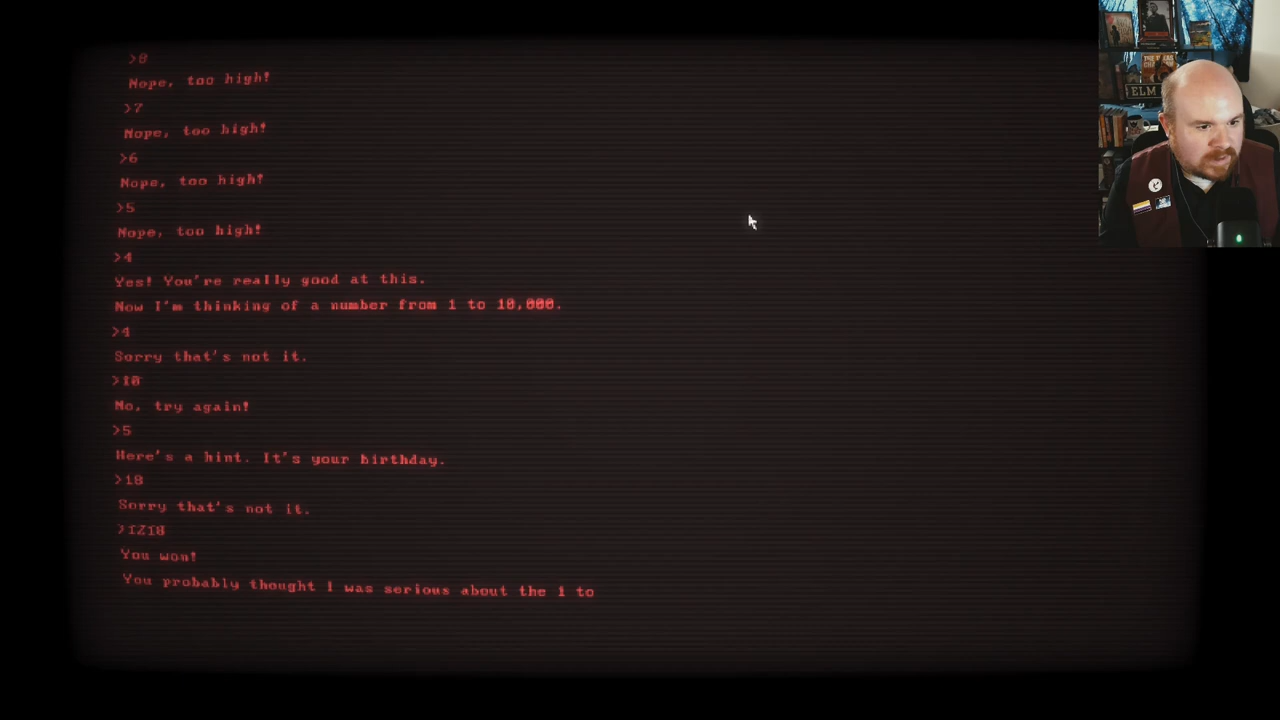 >8
Nope, too high!
>7
Nope, too high!
>6
Nope, too high!
>5
Nope, too high!
>4
Yes! You're really good at this.
Now I'm thinking of a number from 1 to 10,000.
>4
Sorry that's not it.
>10
No, try again!
>5
Here's a hint. It's your birthday.
>18
Sorry that's not it.
>1218
You won!
You probably thought I was serious about the 1 to
ELM